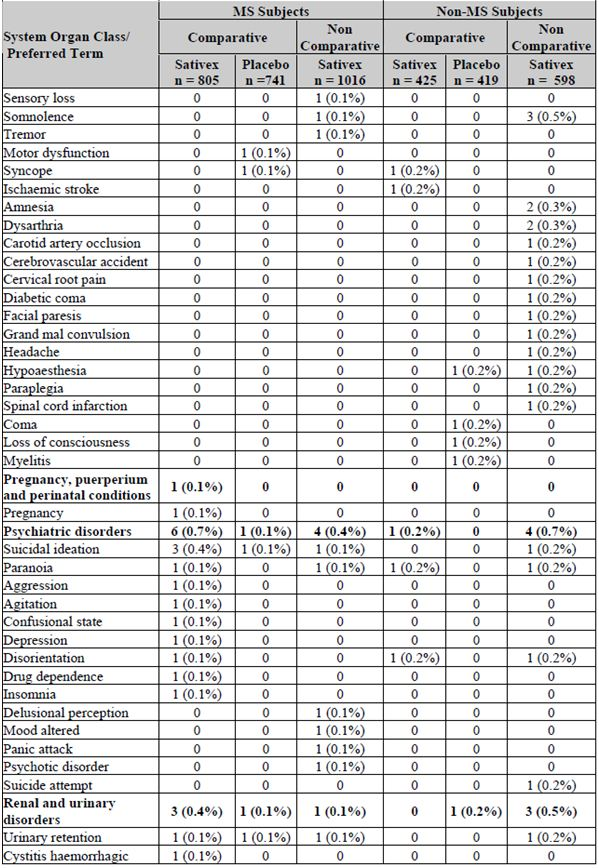 System Organ Class/ Preferred Term
MS Subjects Non-MS Subjects
Comparative Non Comparative Comparative Non Comparative
Sativex n = 805 Placebo n =741 Sativex n = 1016 Sativex n = 425 Placebo n = 419 Sativex n = 598
Sensory loss 0 0 1 (0.1%) 0 0 0
Somnolence 0 0 1 (0.1%) 0 0 3 (0.5%)
Tremor 0 0 1 (0.1%) 0 0 0
Motor dysfunction 0 1 (0.1%) 0 0 0 0
Syncope 0 1 (0.1%) 0 1 (0.2%) 0 0
Ischaemic stroke 0 0 0 1 (0.2%) 0 0
Amnesia 0 0 0 0 0 2 (0.3%)
Dysarthria 0 0 0 0 0 2 (0.3%)
Carotid artery occlusion 0 0 0 0 0 1 (0.2%)
Cerebrovascular accident 0 0 0 0 0 1 (0.2%)
Cervical root pain 0 0 0 0 0 1 (0.2%)
Diabetic coma 0 0 0 0 0 1 (0.2%)
Facial paresis 0 0 0 0 0 1 (0.2%)
Grand mal convulsion 0 0 0 0 0 1 (0.2%)
Headache 0 0 0 0 0 1 (0.2%)
Hypoaesthesia 0 0 0 0 1 (0.2%) 1 (0.2%)
Paraplegia 0 0 0 0 0 1 (0.2%)
Spinal cord infarction 0 0 0 0 0 1 (0.2%)
Coma 0 0 0 0 1 (0.2%) 0
Loss of consciousness 0 0 0 0 1 (0.2%) 0
Myelitis 0 0 0 0 1 (0.2%) 0
Pregnancy, puerperium and perinatal conditions 1 (0.1%) 0 0 0 0 0
Pregnancy 1 (0.1%) 0 0 0 0 0
Psychiatric disorders 6 (0.7%) 1 (0.1%) 4 (0.4%) 1 (0.2%) 0 4 (0.7%)
Suicidal ideation 3 (0.4%) 1 (0.1%) 1 (0.1%) 0 0 1 (0.2%)
Paranoia 1 (0.1%) 0 1 (0.1%) 1 (0.2%) 0 1 (0.2%)
Aggression 1 (0.1%) 0 0 0 0 0
Agitation 1 (0.1%) 0 0 0 0 0
Confusional state 1 (0.1%) 0 0 0 0 0
Depression 1 (0.1%) 0 0 0 0 0
Disorientation 1 (0.1%) 0 0 1 (0.2%) 0 1 (0.2%)
Drug dependence 1 (0.1%) 0 0 0 0 0
Insomnia 1 (0.1%) 0 0 0 0 0
Delusional perception 0 0 1 (0.1%) 0 0 0
Mood altered 0 0 1 (0.1%) 0 0 0
Panic attack 0 0 1 (0.1%) 0 0 0
Psychotic disorder 0 0 1 (0.1%) 0 0 0
Suicide attempt 0 0 0 0 0 1 (0.2%)
Renal and urinary disorders 3 (0.4%) 1 (0.1%) 1 (0.1%) 0 1 (0.2%) 3 (0.5%)
Urinary retention 1 (0.1%) 1 (0.1%) 1 (0.1%) 0 0 1 (0.2%)
Cystitis haemorrhagic 1 (0.1%) 0 0 0 0 0